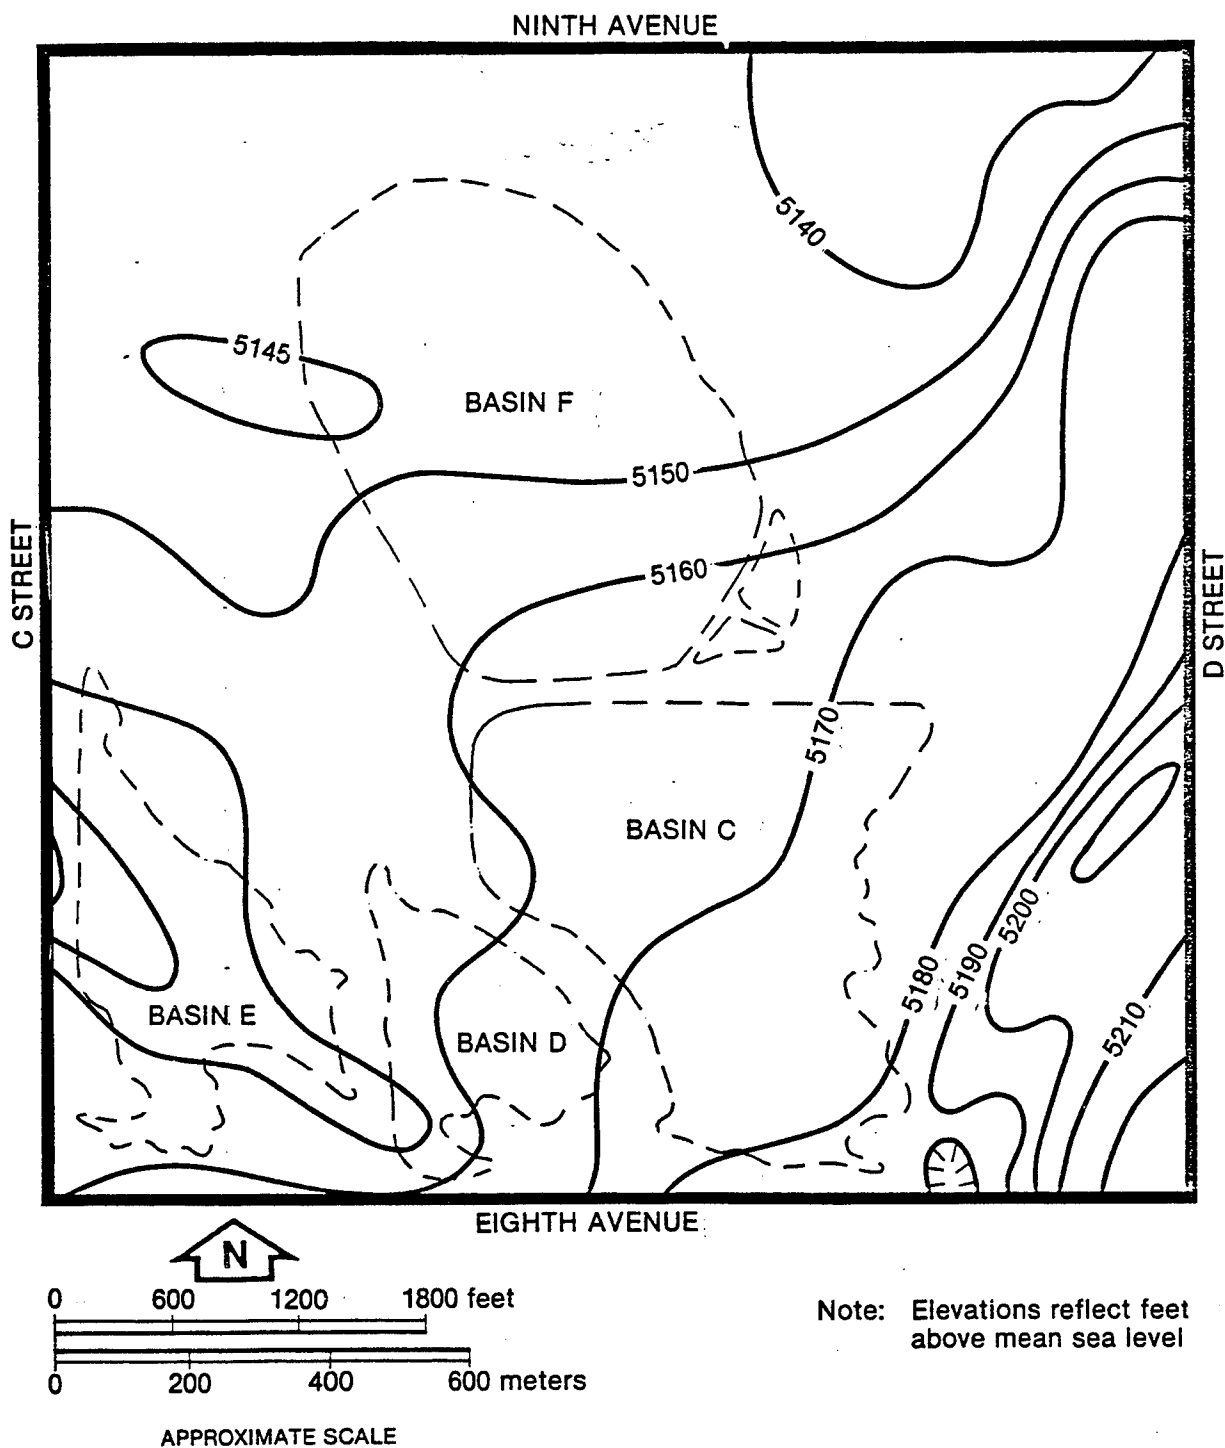 NINTH AVENUE
5140
5145
BASIN F
5150
C STREET
5160
D STREET
5170
BASIN C
5200
5180
5190
BASIN E
BASIN D
5210
EIGHTH AVENUE
N
0 600 1200 1800 feet
0 200 400 600 meters
APPROXIMATE SCALE
Note: Elevations reflect feet
above mean sea level